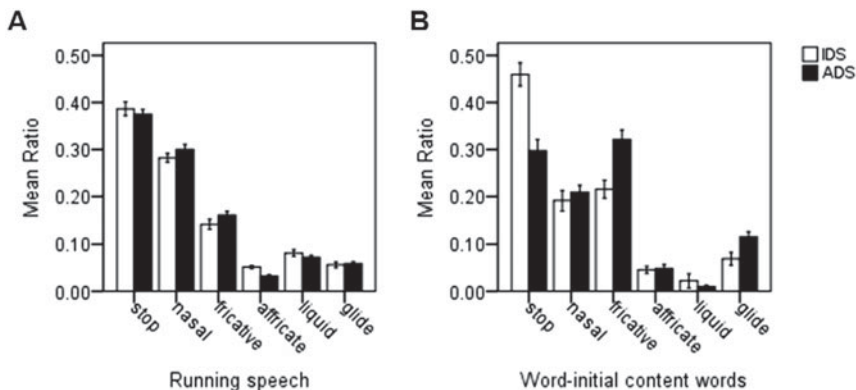 A
Mean Ratio
0.50
0.40
0.30
0.20
0.10
0.00
stop
nasal
fricative
affricate
liquid
glide
Running speech
B
Mean Ratio
0.50
0.40
0.30
0.20
0.10
0.00
stop
nasal
fricative
affricate
liquid
glide
Word-initial content words
IDS
ADS